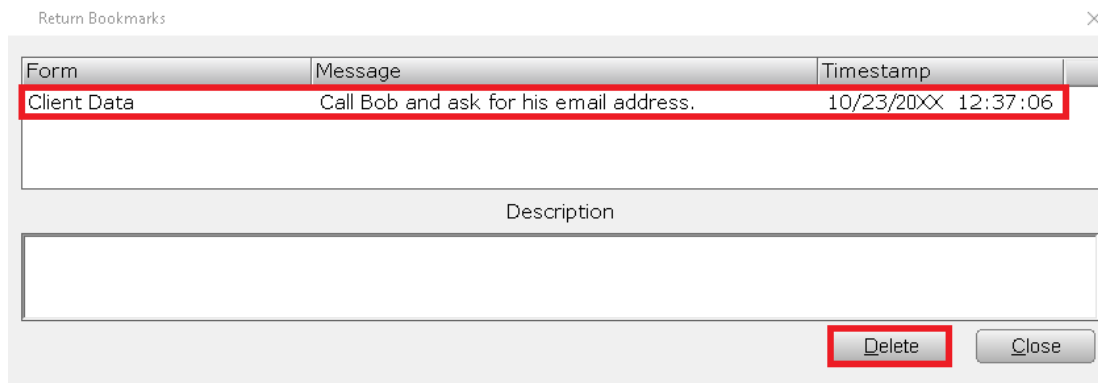 Return Bookmarks
Form Message Timestamp
Client Data Call Bob and ask for his email address. 10/23/20XX 12:37:06
Description
Delete Close